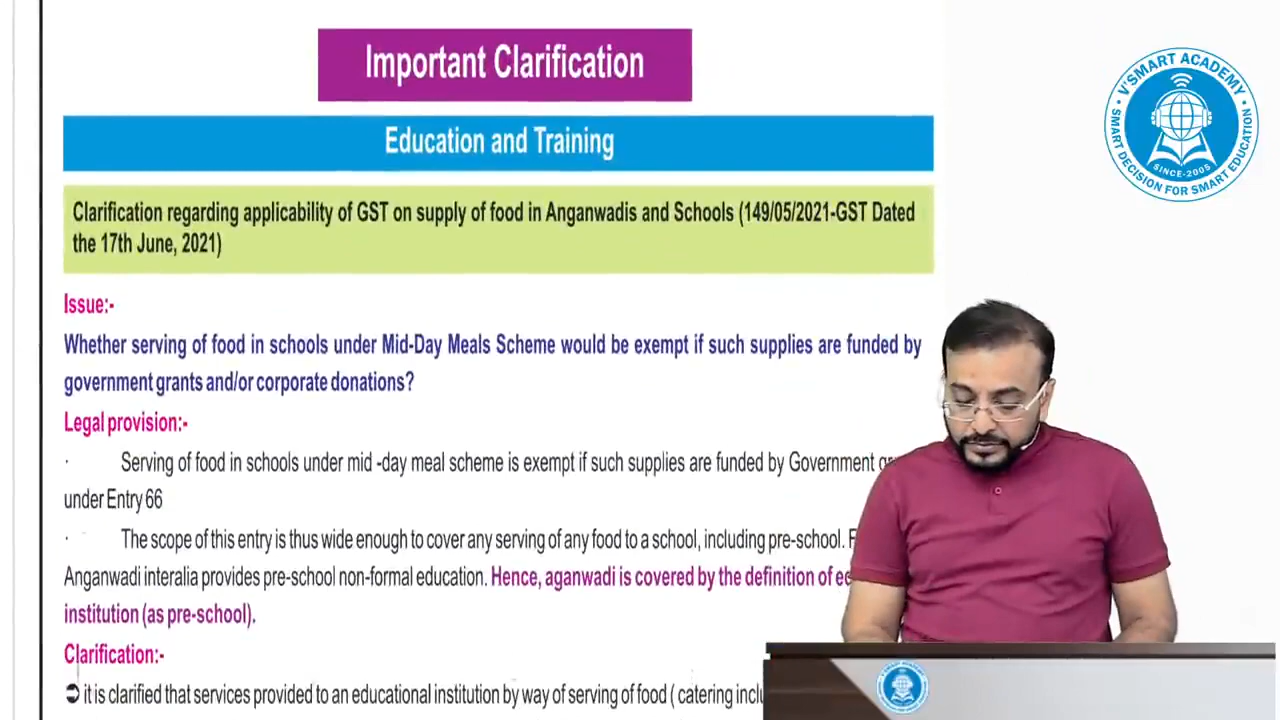 Important Clarification
Education and Training
Clarification regarding applicability of GST on supply of food in Anganwadis and Schools (149/05/2021-GST Dated
the 17th June, 2021)
Issue:-
Whether serving of food in schools under Mid-Day Meals Scheme would be exempt if such supplies are funded by
government grants and/or corporate donations?
Legal provision:-
· Serving of food in schools under mid -day meal scheme is exempt if such supplies are funded by Government
under Entry 66
· The scope of this entry is thus wide enough to cover any serving of any food to a school, including pre-school.
Anganwadi interalia provides pre-school non-formal education. Hence, aganwadi is covered by the definition of
institution (as pre-school).
Clarification:-
➲ it is clarified that services provided to an educational institution by way of serving of food ( catering
V'SMART ACADEMY
SMART DECISION FOR SMART EDUCATION
SINCE-2005